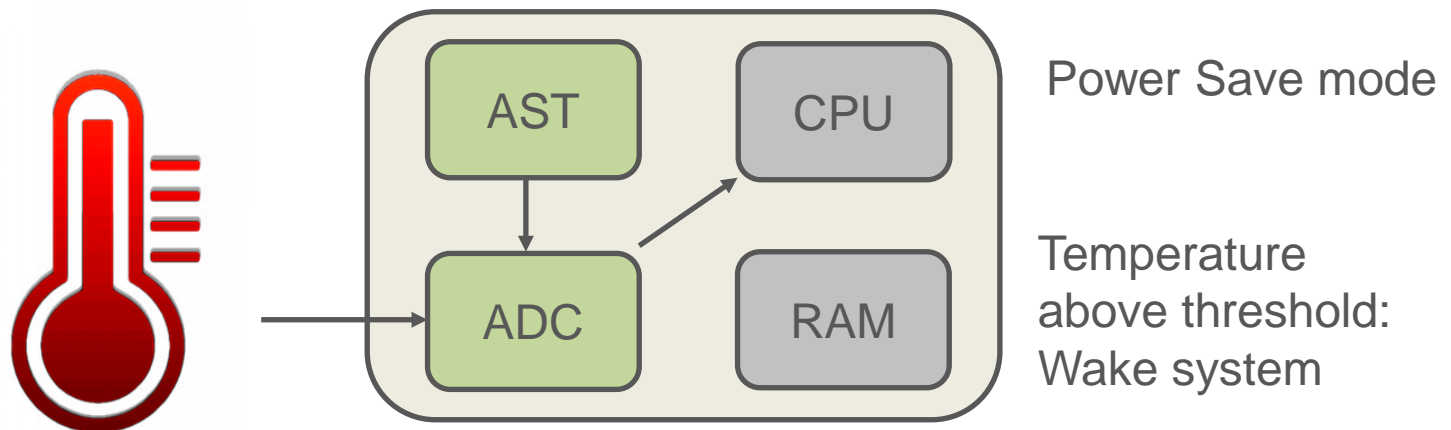 AST
CPU
Power Save mode
ADC
RAM
Temperature
above threshold:
Wake system